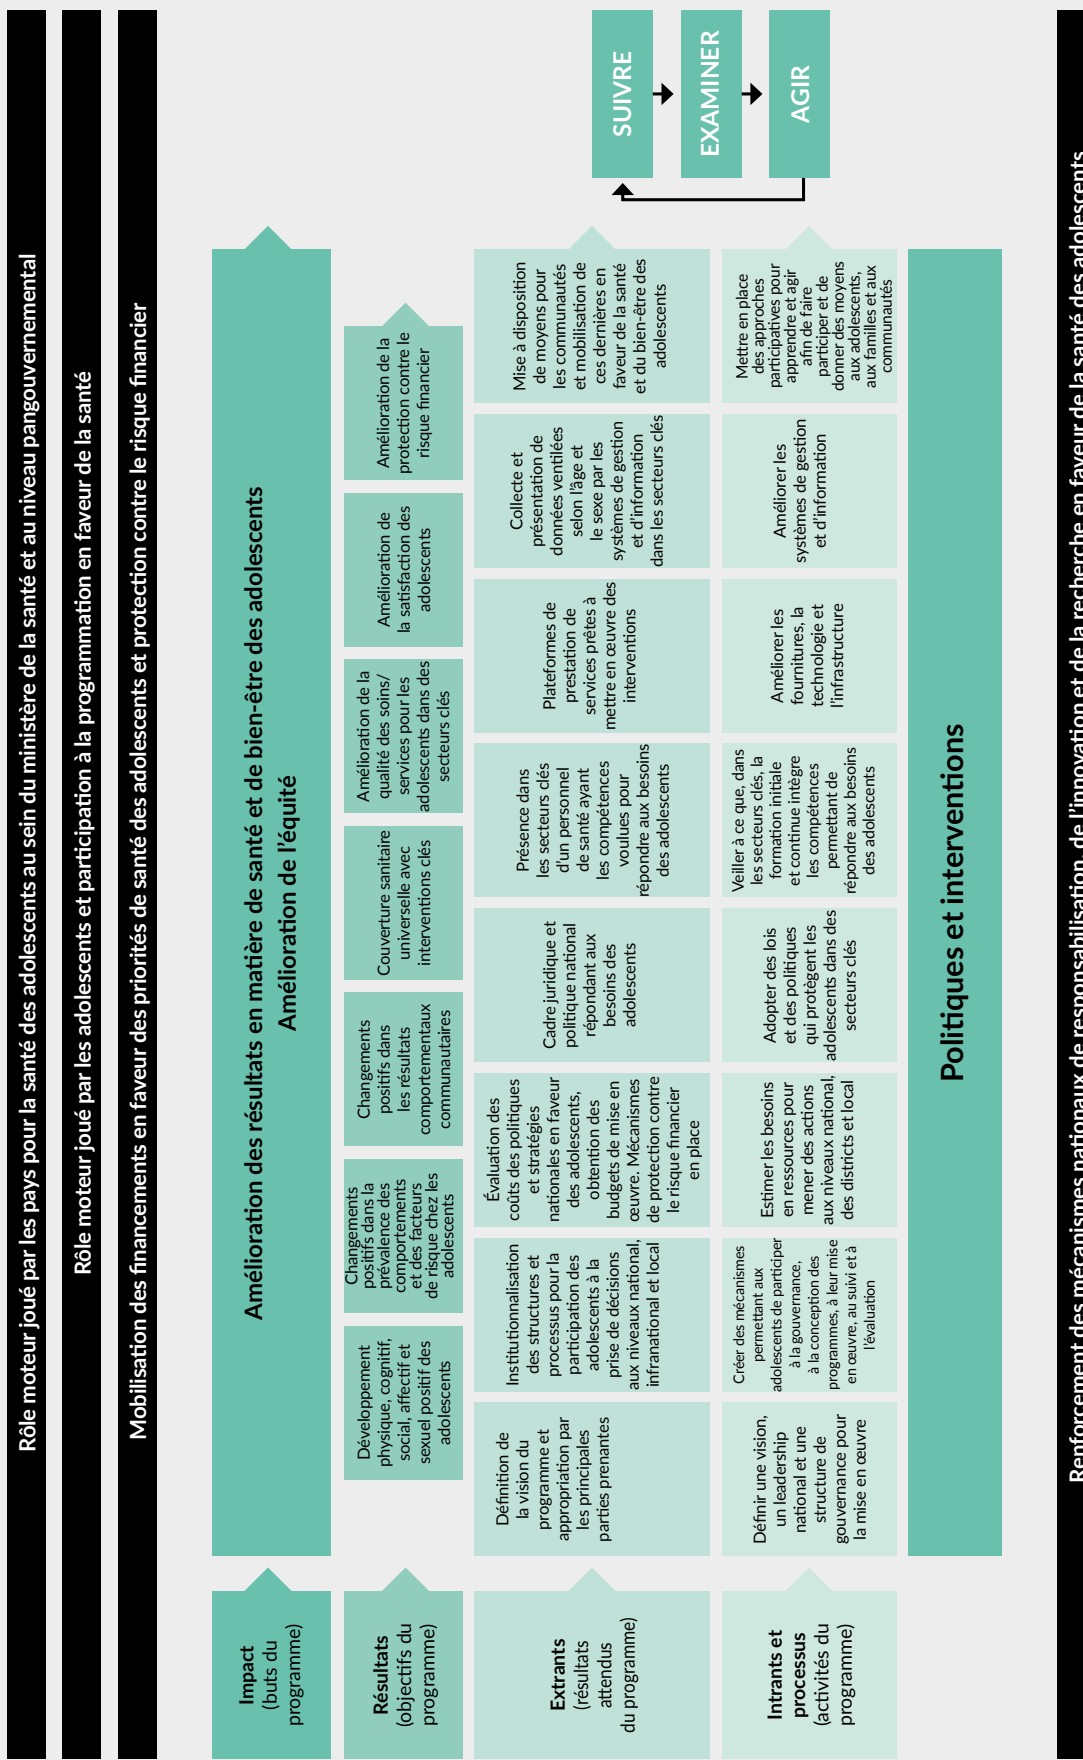 Rôle moteur joué par les pays pour la santé des adolescents au sein du ministère de la santé et au niveau pangouvernemental
Rôle moteur joué par les adolescents et participation à la programmation en faveur de la santé
Mobilisation des financements en faveur des priorités de santé des adolescents et protection contre le risque financier
Impact
(buts du
programme)
Amélioration des résultats en matière de santé et de bien-être des adolescents
Amélioration de l'équité
Résultats
(objectifs du
programme)
Développement
physique, cognitif,
social, affectif et
sexuel positif des
adolescents
Changements
positifs dans la
prévalence des
comportements
et des facteurs
de risque chez les
adolescents
Changements
positifs dans
les résultats
comportementaux
communautaires
Couverture sanitaire
universelle avec
interventions clés
Amélioration de la
qualité des soins/
services pour les
adolescents dans des
secteurs clés
Amélioration de
la satisfaction des
adolescents
Amélioration de la
protection contre le
risque financier
Extrants
(résultats
attendus
du programme)
Définition de
la vision du
programme et
appropriation par
les principales
parties prenantes
Institutionnalisation
des structures et
processus pour la
participation des
adolescents à la
prise de décisions
aux niveaux national,
infranational et local
Évaluation des
coûts des politiques
et stratégies
nationales en faveur
des adolescents,
obtention des
budgets de mise en
œuvre. Mécanismes
de protection contre
le risque financier
en place
Cadre juridique et
politique national
répondant aux
besoins des
adolescents
Présence dans
les secteurs clés
d'un personnel
de santé ayant
les compétences
voulues pour
répondre aux besoins
des adolescents
Plateformes de
prestation de
services prêtes à
mettre en œuvre des
interventions
Collecte et
présentation de
données ventilées
selon l'âge et
le sexe par les
systèmes de gestion
et d'information
dans les secteurs clés
Mise à disposition
de moyens pour
les communautés
et mobilisation de
ces dernières en
faveur de la santé
et du bien-être des
adolescents
Intrants et
processus
(activités du
programme)
Définir une vision,
un leadership
national et une
structure de
gouvernance pour
la mise en œuvre
Créer des mécanismes
permettant aux
adolescents de participer
à la gouvernance,
à la conception des
programmes, à leur mise
en œuvre, au suivi et à
l'évaluation
Estimer les besoins
en ressources pour
mener des actions
aux niveaux national,
des districts et local
Adopter des lois
et des politiques
qui protègent les
adolescents dans des
secteurs clés
Veiller à ce que, dans
les secteurs clés, la
formation initiale
et continue intègre
les compétences
permettant de
répondre aux besoins
des adolescents
Améliorer les
fournitures, la
technologie et
l'infrastructure
Améliorer les
systèmes de gestion
et d'information
Mettre en place
des approches
participatives pour
apprendre et agir
afin de faire
participer et de
donner des moyens
aux adolescents,
aux familles et aux
communautés
Politiques et interventions
SUIVRE
EXAMINER
AGIR
Renforcement des mécanismes nationaux de responsabilisation, de l'innovation et de la recherche en faveur de la santé des adolescents